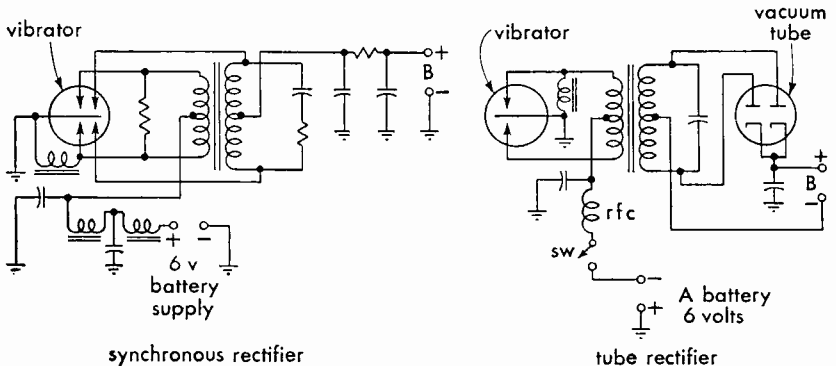 vibrator
+
B
-
+ -
6 v
battery
supply
synchronous rectifier
vibrator
vacuum
tube
+
B
-
rfc
sw
-
+
A battery
6 volts
tube rectifier